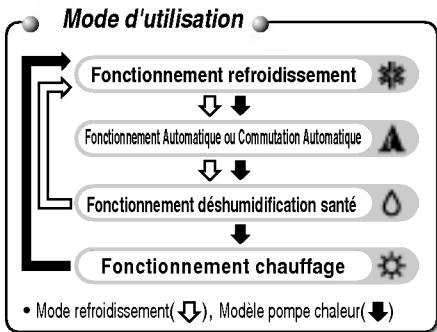 Mode d'utilisation
Fonctionnement refroidissement
Fonctionnement Automatique ou Commutation Automatique
Fonctionnement déshumidification santé
Fonctionnement chauffage
• Mode refroidissement( ), Modèle pompe chaleur( )